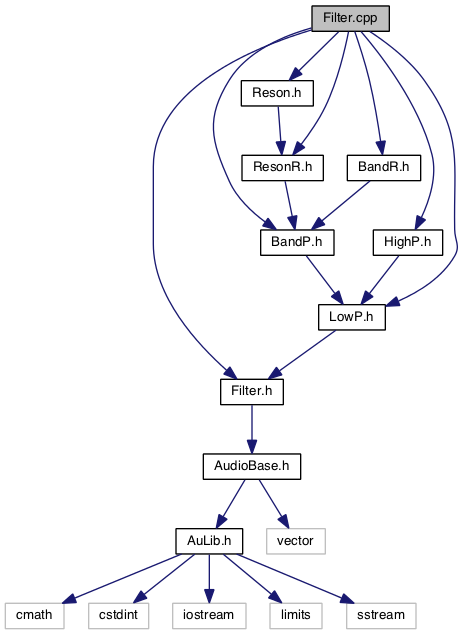 Filter.cpp
Reson.h
ResonR.h
BandR.h
BandP.h
HighP.h
LowP.h
Filter.h
AudioBase.h
AuLib.h
vector
cmath
cstdint
iostream
limits
sstream